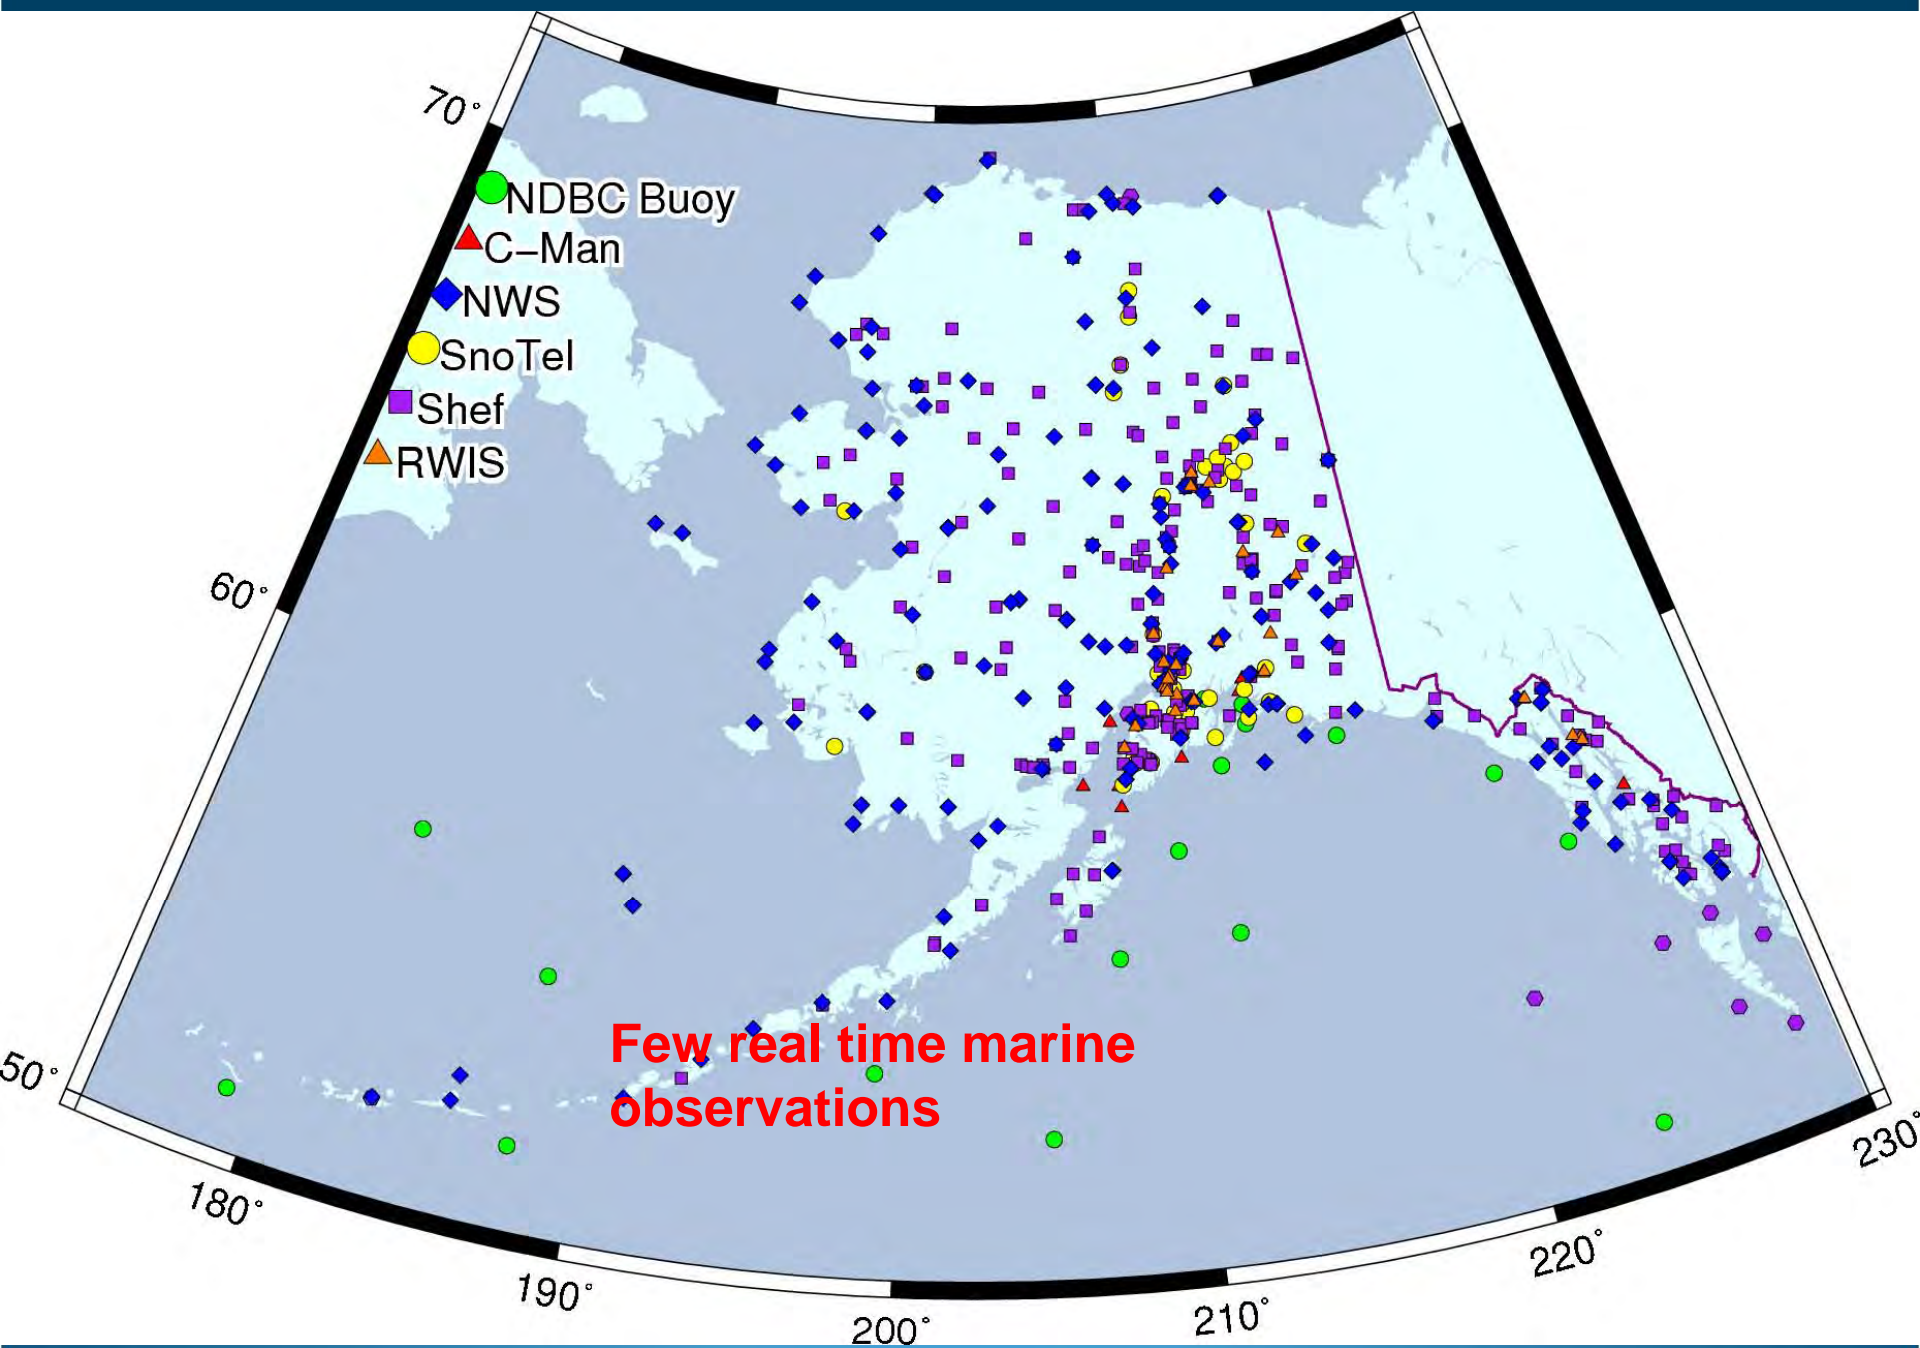 70°
NDBC Buoy
C−Man
NWS
SnoTel
Shef
RWIS
60°
Few real time marine
observations
50°
180°
190°
200°
210°
220°
230°